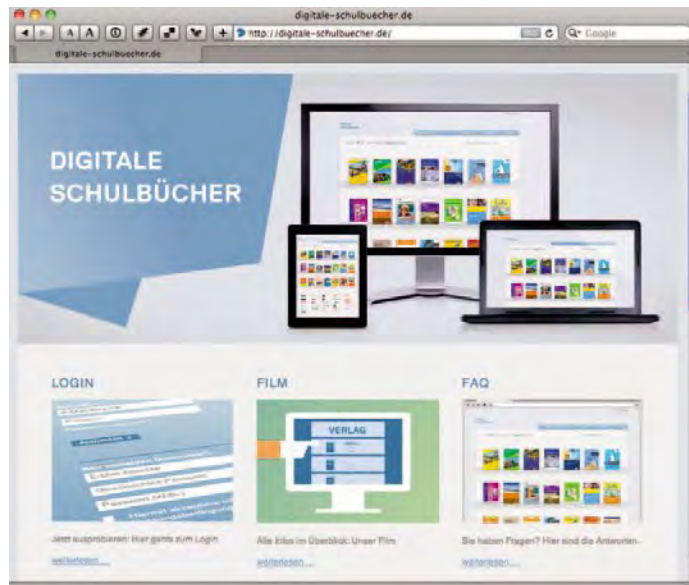 digitale-schulbuecher.de
A A
http://digitale-schulbuecher.de/
Google
digitale-schulbuecher.de
DIGITALE
SCHULBÜCHER
LOGIN
FILM
FAQ
VERLAG
Jetzt ausprobieren: Hier gehts zum Login
Alle Infos im Überblick: Unser Film
Sie haben Fragen? Hier sind die Antworten.
weiterlesen ...
weiterlesen ...
weiterlesen ...